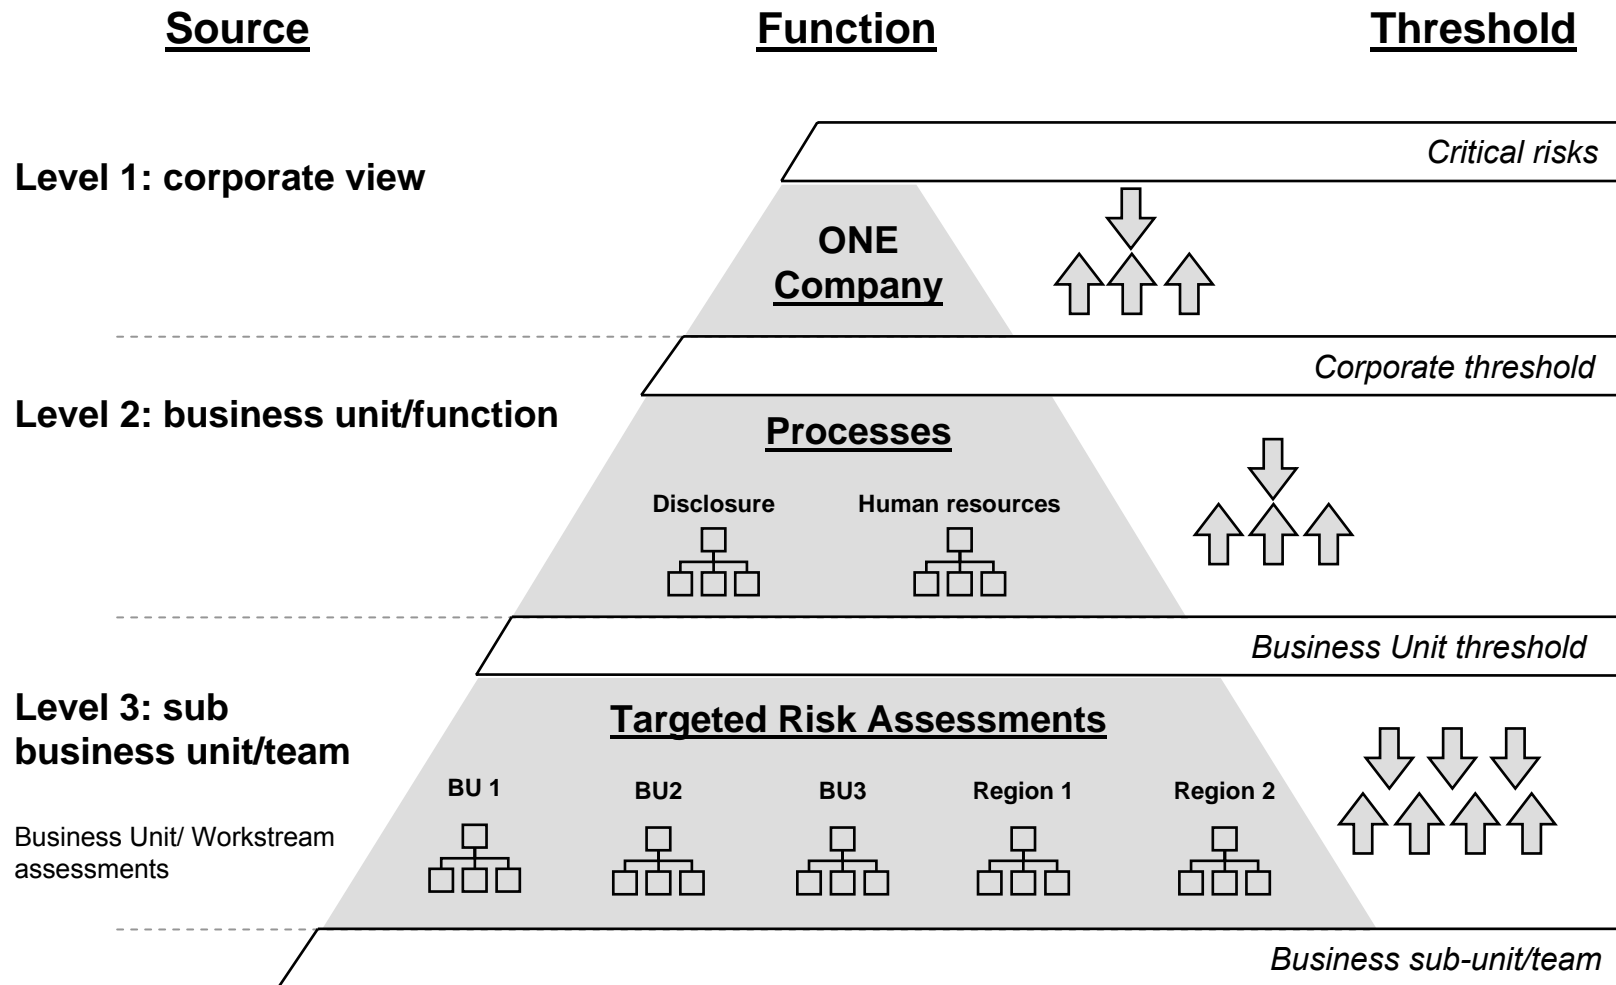 Source
Function
Threshold
Critical risks
Level 1: corporate view
ONE
Company
Corporate threshold
Level 2: business unit/function
Processes
Disclosure
Human resources
Business Unit threshold
Level 3: sub
business unit/team
Targeted Risk Assessments
BU 1
BU2
BU3
Region 1
Region 2
Business Unit/ Workstream
assessments
Business sub-unit/team